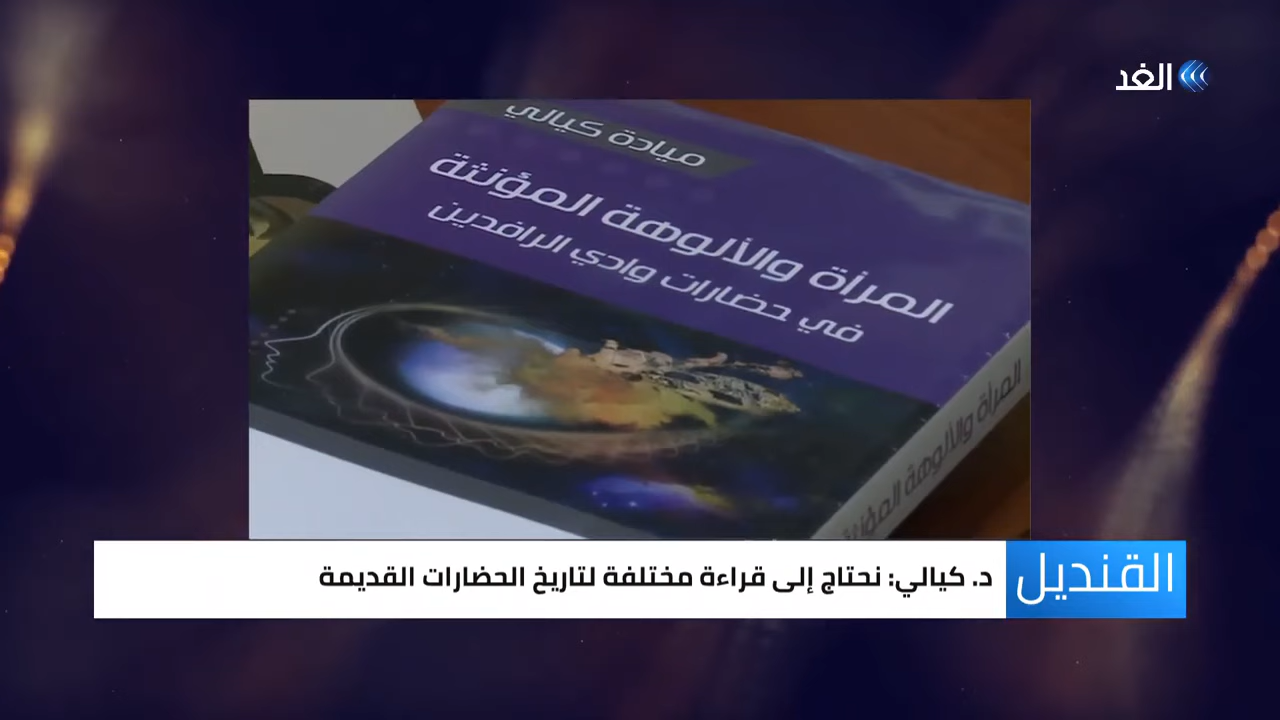 الغد
ميادة كيالي
المرأة والألوهة المؤنثة
في حضارات وادي الرافدين
المرأة والألوهة المؤنثة
القنديل
د. كيالي: نحتاج إلى قراءة مختلفة لتاريخ الحضارات القديمة